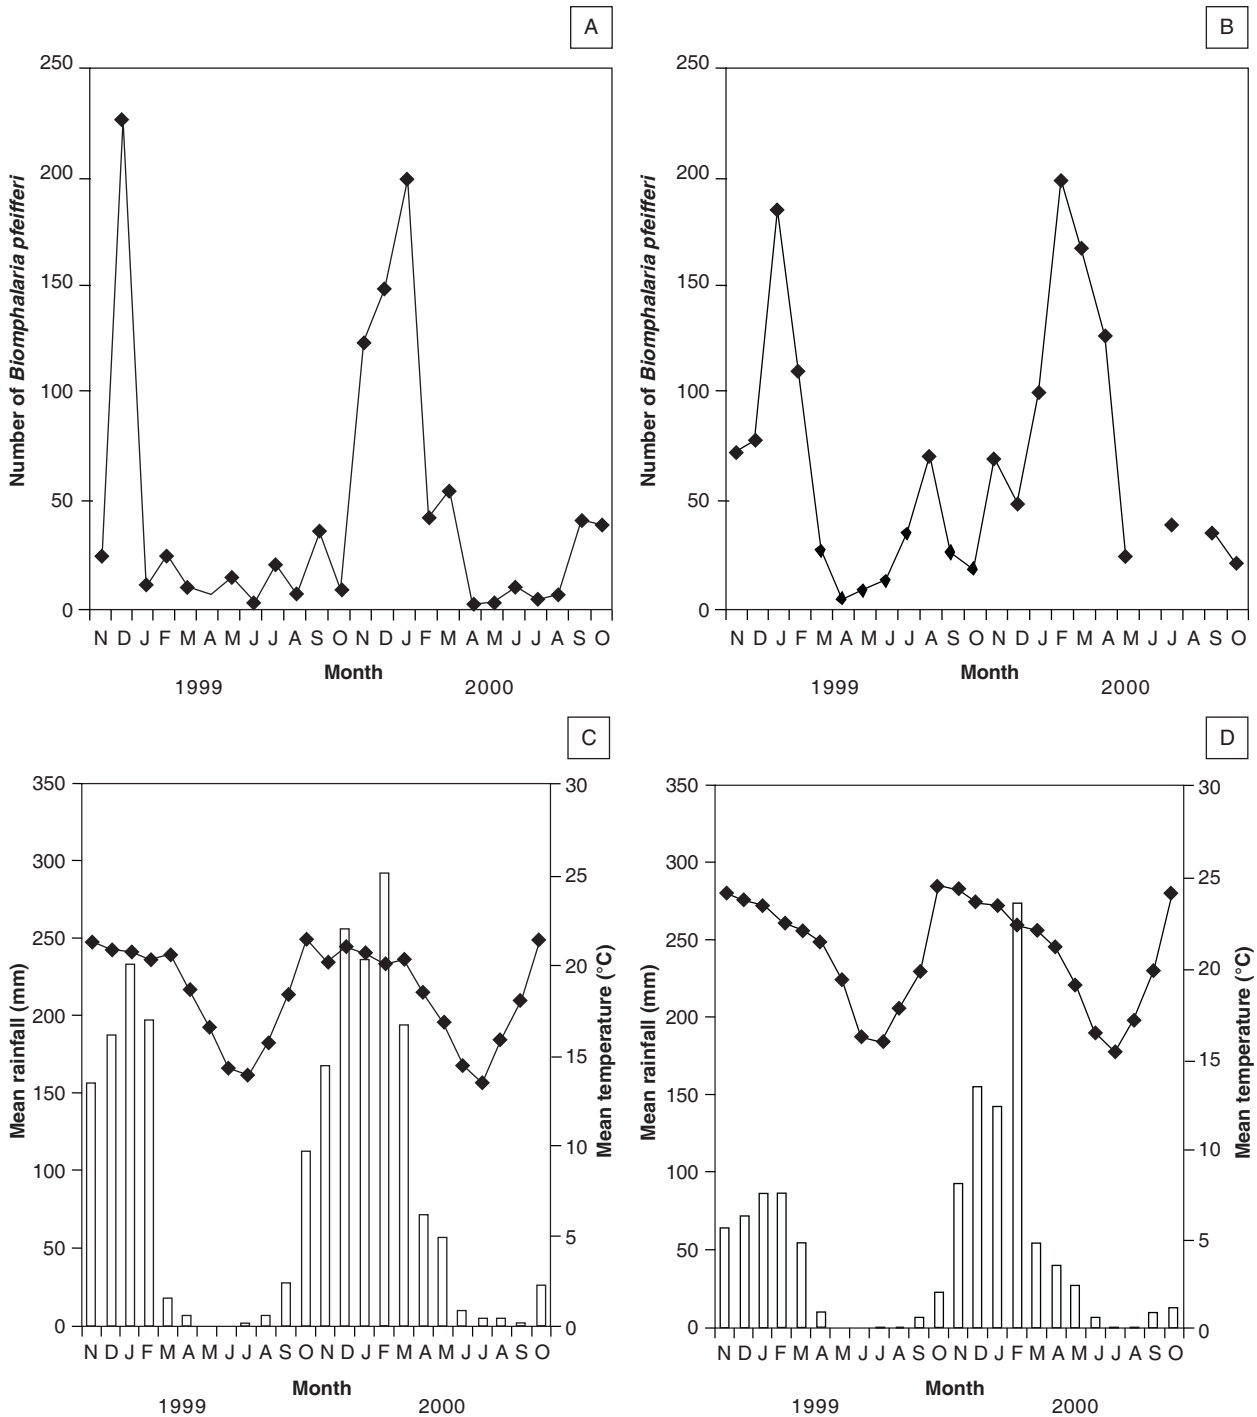 A
250
200
150
100
50
0
Number of Biomphalaria pfeifferi
N D J F M A M J J A S O N D J F M A M J J A S O
Month
1999 2000
B
250
200
150
100
50
0
Number of Biomphalaria pfeifferi
N D J F M A M J J A S O N D J F M A M J J A S O
Month
1999 2000
C
350
300
250
200
150
100
50
0
Mean rainfall (mm)
30
25
20
15
10
5
0
Mean temperature (°C)
N D J F M A M J J A S O N D J F M A M J J A S O
Month
1999 2000
D
350
300
250
200
150
100
50
0
Mean rainfall (mm)
30
25
20
15
10
5
0
Mean temperature (°C)
N D J F M A M J J A S O N D J F M A M J J A S O
Month
1999 2000